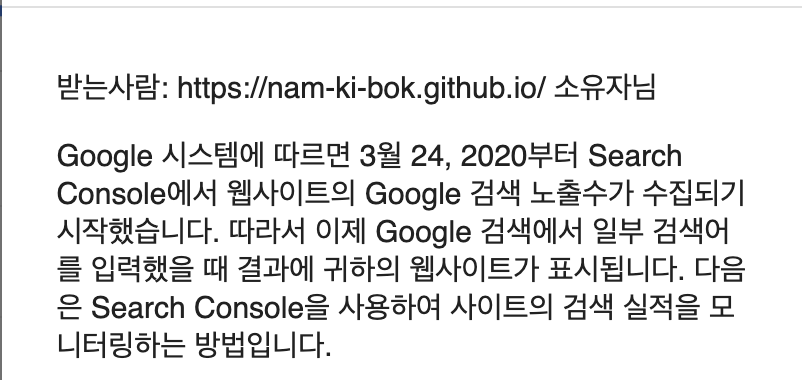 받는사람: https://nam-ki-bok.github.io/ 소유자님
Google 시스템에 따르면 3월 24, 2020부터 Search
Console에서 웹사이트의 Google 검색 노출수가 수집되기
시작했습니다. 따라서 이제 Google 검색에서 일부 검색어
를 입력했을 때 결과에 귀하의 웹사이트가 표시됩니다. 다음
은 Search Console을 사용하여 사이트의 검색 실적을 모
니터링하는 방법입니다.